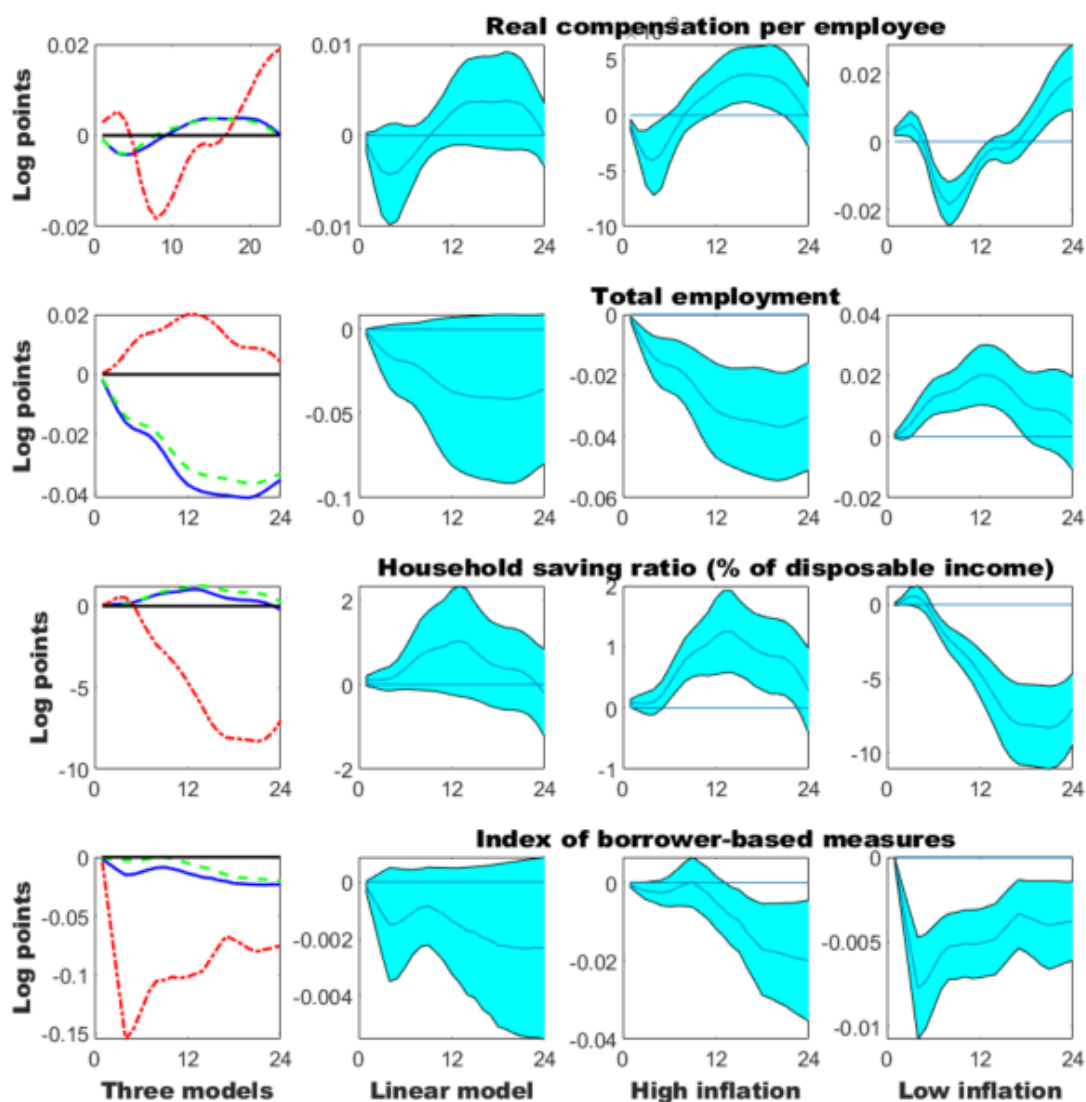 Real compensation per employee
Log points
0.02
0
-0.02
0 10 20
0.01
0
-0.01
0 12 24
5
0
-5
-10
0 12 24
0.02
0
-0.02
0 12 24
Total employment
Log points
0.02
0
-0.02
-0.04
0 12 24
0
-0.05
-0.1
0 12 24
0
-0.02
-0.04
-0.06
0 12 24
0.04
0.02
0
-0.02
0 12 24
Household saving ratio (% of disposable income)
Log points
0
-5
-10
0 12 24
2
0
-2
0 12 24
2
1
0
-1
0 12 24
0
-5
-10
0 12 24
Index of borrower-based measures
Log points
0
-0.05
-0.1
-0.15
0 12 24
0
-0.002
-0.004
0 12 24
0
-0.02
-0.04
0 12 24
0
-0.005
-0.01
0 12 24
Three models
Linear model
High inflation
Low inflation